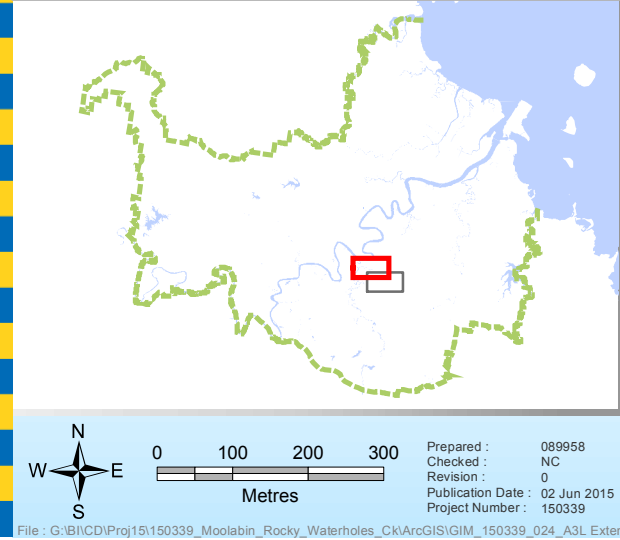 N
W E
S
0 100 200 300
Metres
Prepared : 089958
Checked : NC
Revision : 0
Publication Date : 02 Jun 2015
Project Number : 150339
File : G:\BI\CD\Proj15\150339_Moolabin_Rocky_Waterholes_Ck\ArcGIS\GIM_150339_024_A3L Exter